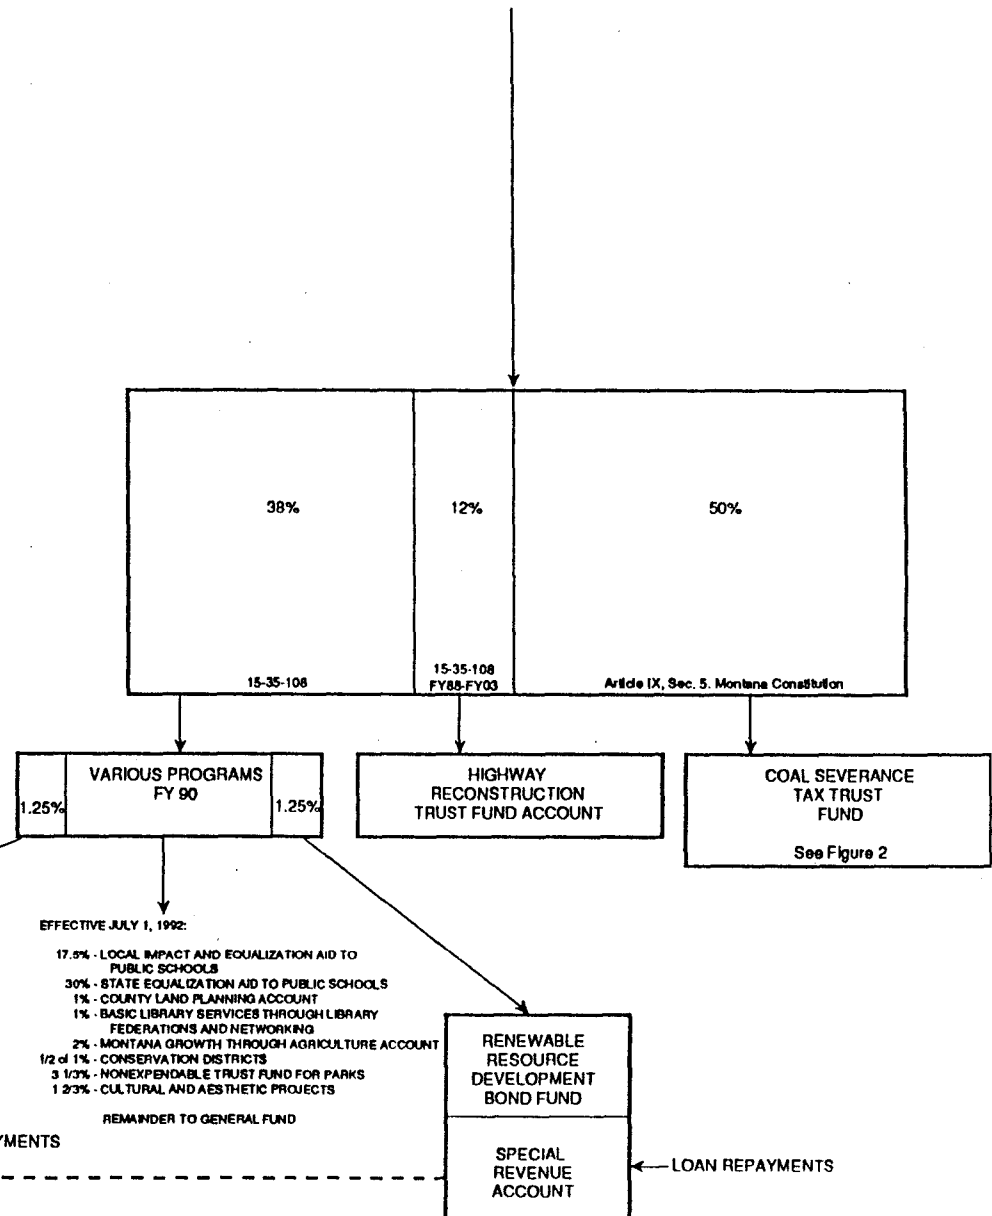 38%
12%
50%
15-35-108
15-35-108
FY88-FY03
Article IX, Sec. 5. Montana Constitution
1.25%
VARIOUS PROGRAMS
FY 90
1.25%
HIGHWAY
RECONSTRUCTION
TRUST FUND ACCOUNT
COAL SEVERANCE
TAX TRUST
FUND
See Figure 2
EFFECTIVE JULY 1, 1992:
17.5% - LOCAL IMPACT AND EQUALIZATION AID TO
PUBLIC SCHOOLS
30% - STATE EQUALIZATION AID TO PUBLIC SCHOOLS
1% - COUNTY LAND PLANNING ACCOUNT
1% - BASIC LIBRARY SERVICES THROUGH LIBRARY
FEDERATIONS AND NETWORKING
2% - MONTANA GROWTH THROUGH AGRICULTURE ACCOUNT
1/2 of 1% - CONSERVATION DISTRICTS
3 1/3% - NONEXPENDABLE TRUST FUND FOR PARKS
1 2/3% - CULTURAL AND AESTHETIC PROJECTS
REMAINDER TO GENERAL FUND
YMENTS
RENEWABLE
RESOURCE
DEVELOPMENT
BOND FUND
SPECIAL
REVENUE
ACCOUNT
LOAN REPAYMENTS